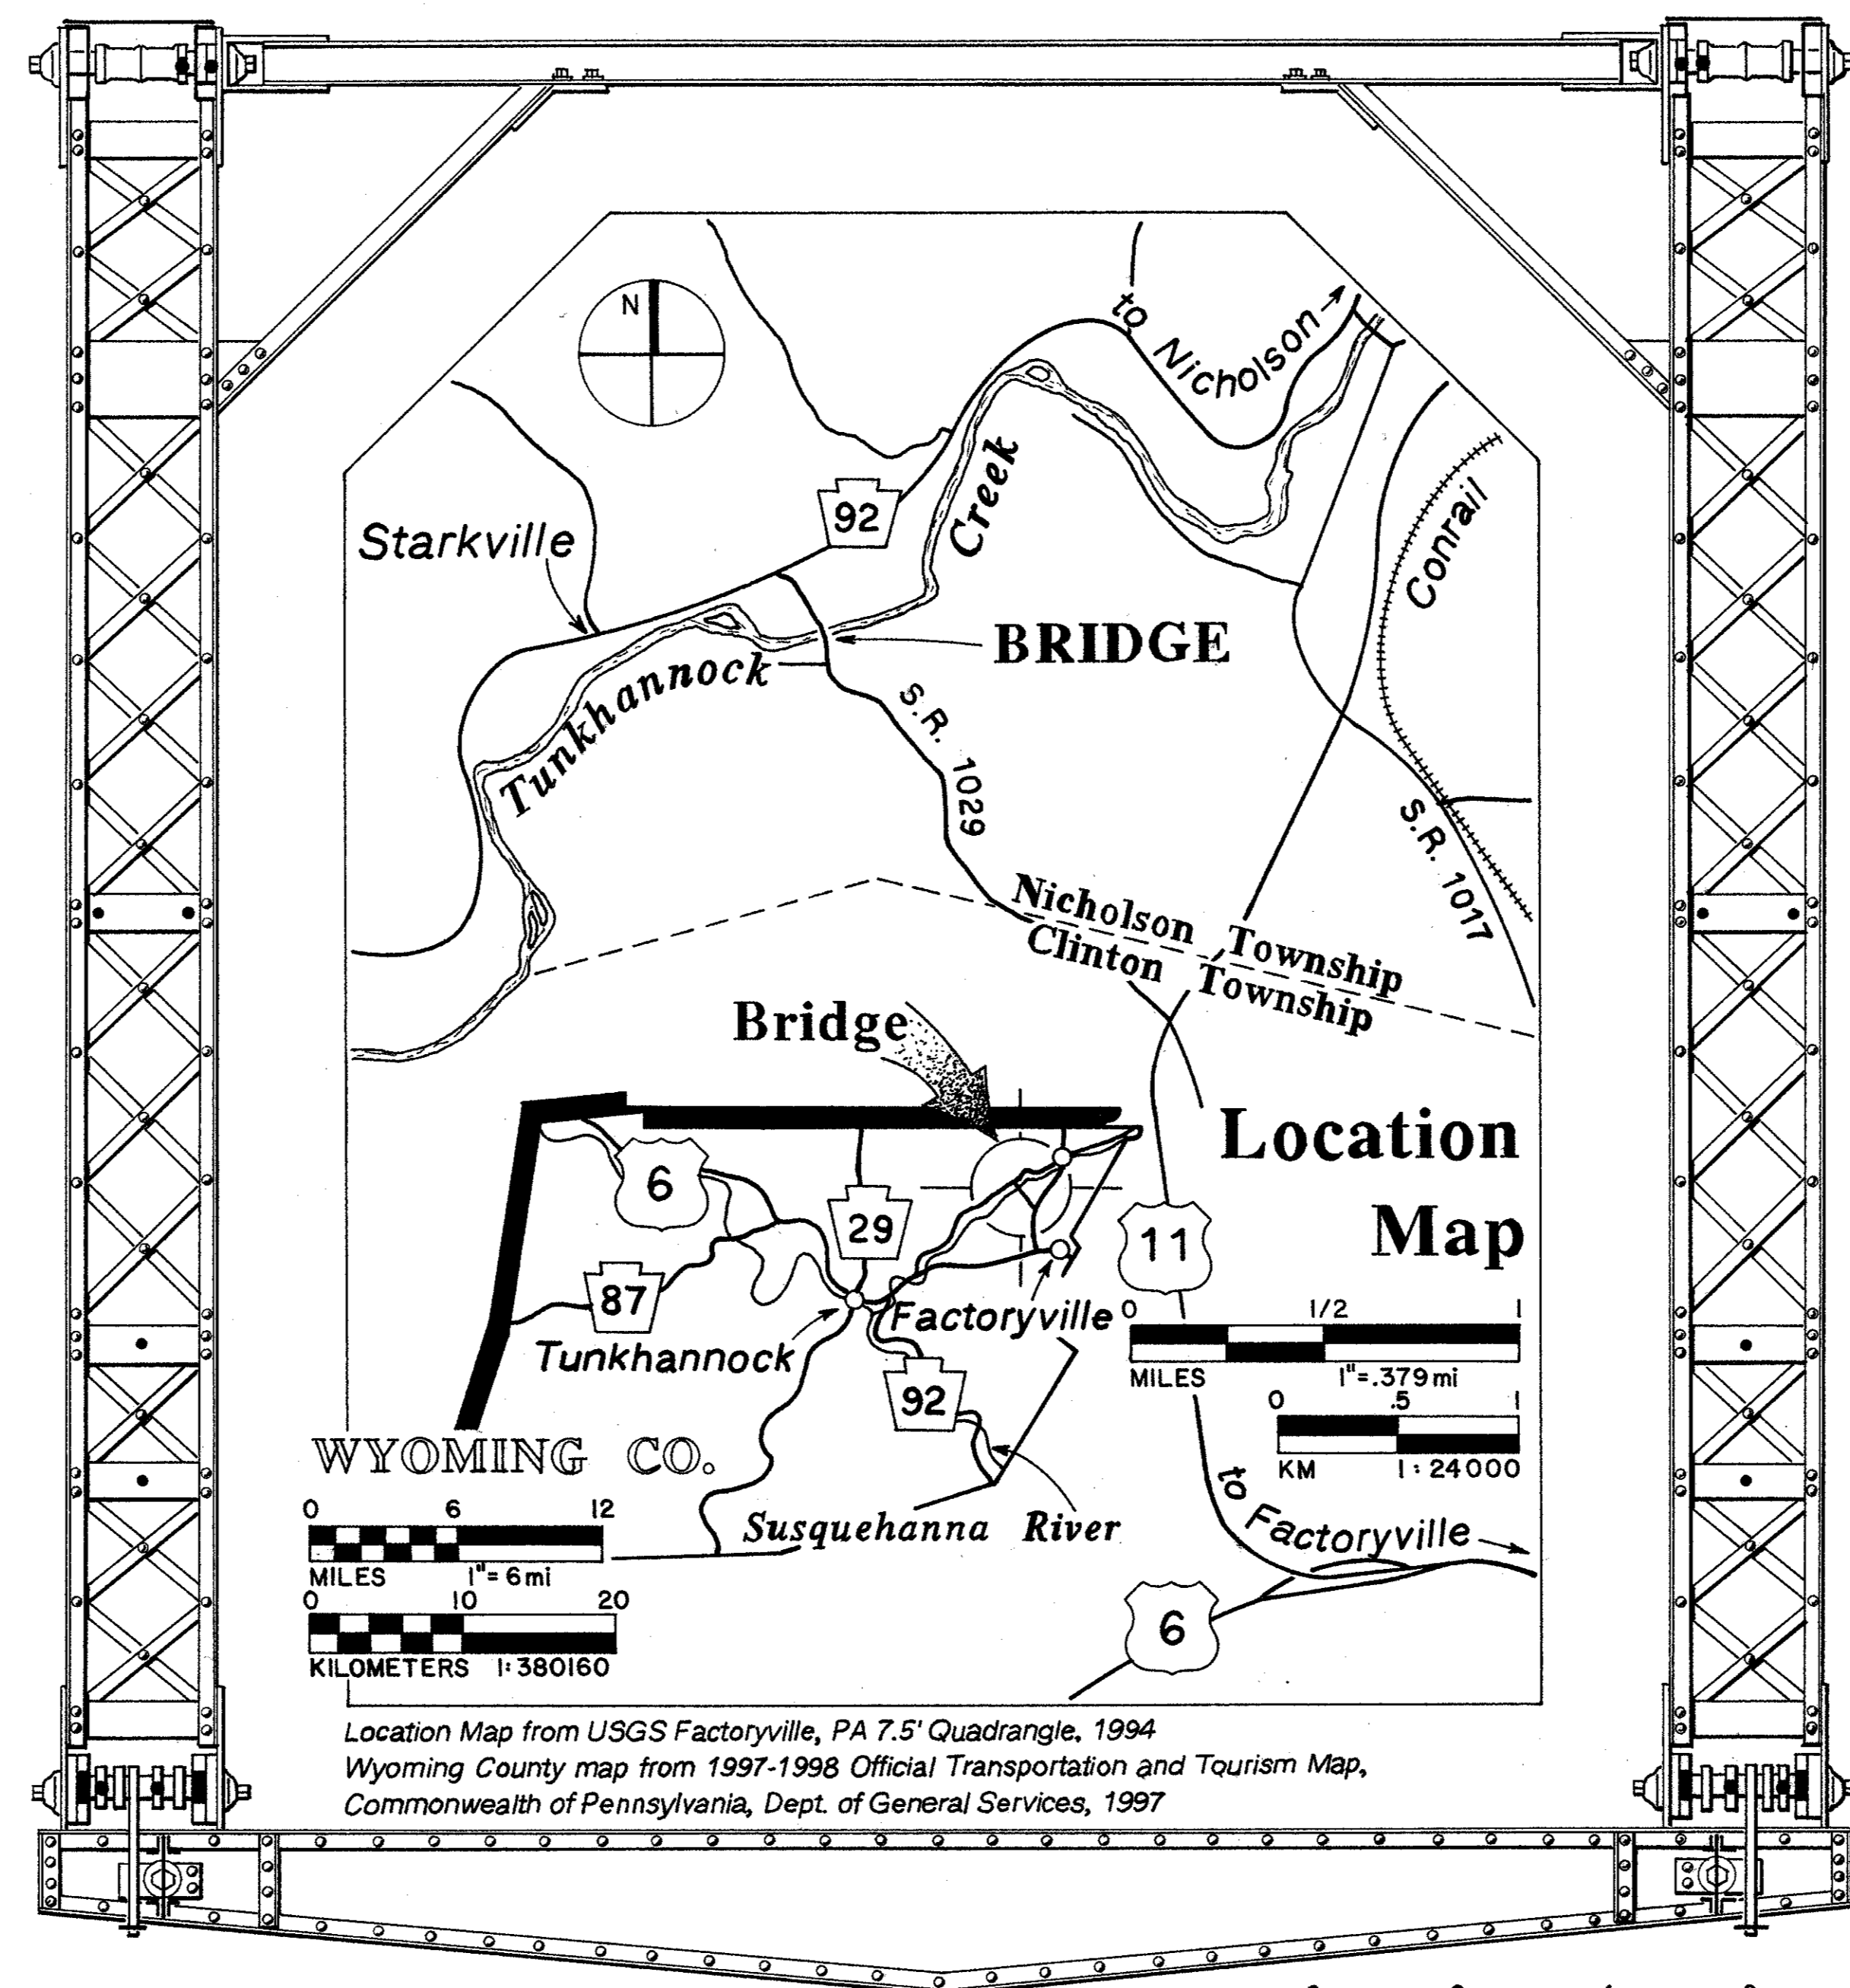 N
to Nicholson
92
Creek
Conrail
Starkville
BRIDGE
Tunkhannock
S.R. 1029
S.R. 1017
Nicholson Township
Clinton Township
Bridge
Location
Map
6
29
11
87
Factoryville
Tunkhannock
92
0 1/2 1
MILES 1"=.379mi
0 .5 1
KM 1:24000
WYOMING CO.
0 6 12
MILES 1"=6mi
0 10 20
KILOMETERS 1:380160
Susquehanna River
to Factoryville
6
Location Map from USGS Factoryville, PA 7.5' Quadrangle, 1994
Wyoming County map from 1997-1998 Official Transportation and Tourism Map,
Commonwealth of Pennsylvania, Dept. of General Services, 1997